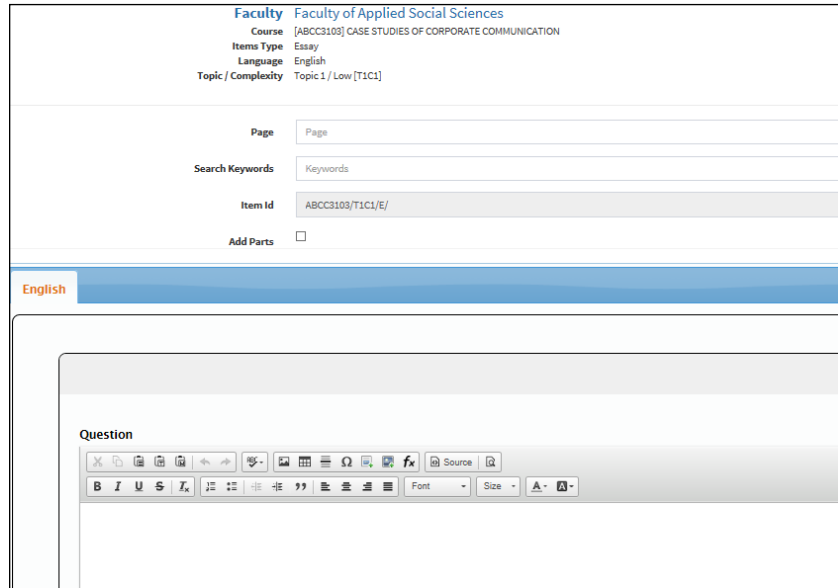 Faculty Faculty of Applied Social Sciences
Course [ABCC3103] CASE STUDIES OF CORPORATE COMMUNICATION
Items Type Essay
Language English
Topic / Complexity Topic 1 / Low [T1C1]
Page Page
Search Keywords Keywords
Item Id ABCC3103/T1C1/E/
Add Parts
English
Question
Ω fx Source
B I U S Ix Font Size A A